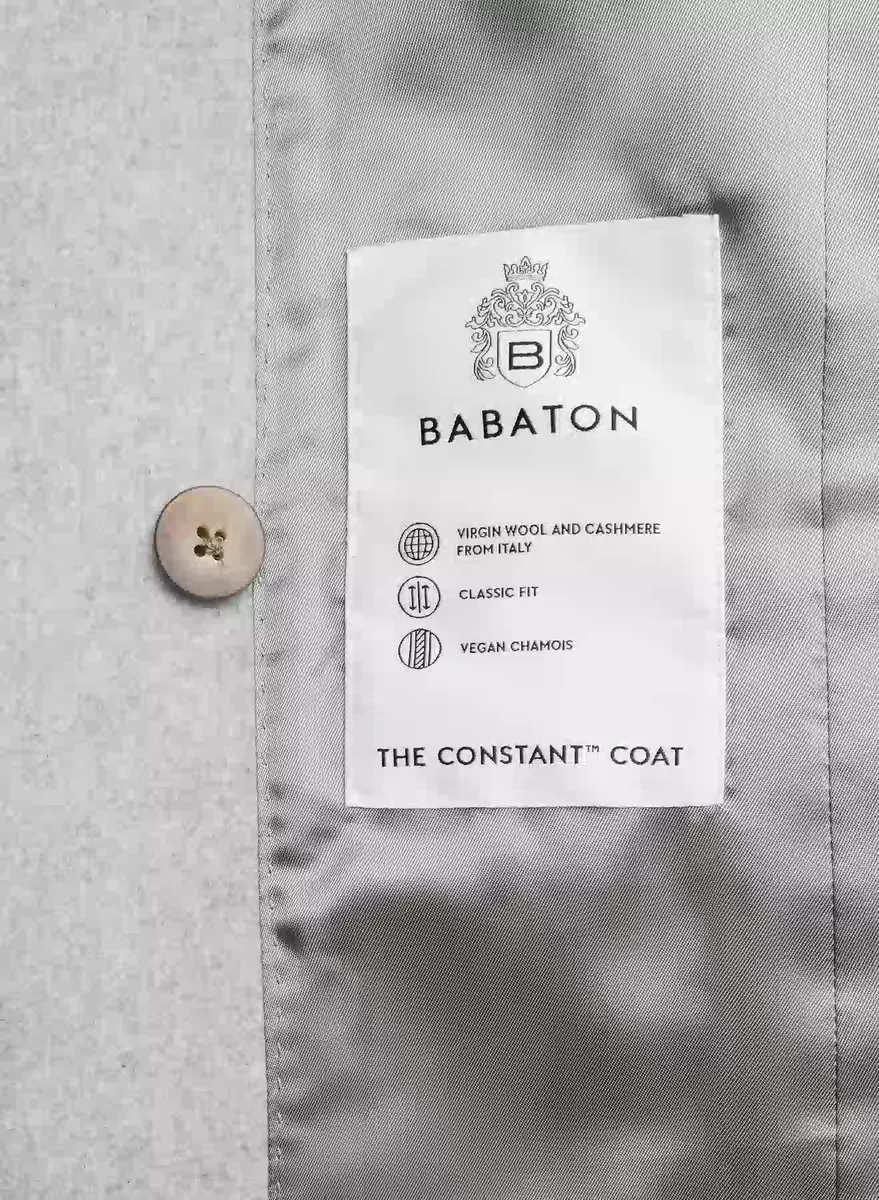 B
BABATON
VIRGIN WOOL AND CASHMERE
FROM ITALY
CLASSIC FIT
VEGAN CHAMOIS
THE CONSTANT™ COAT